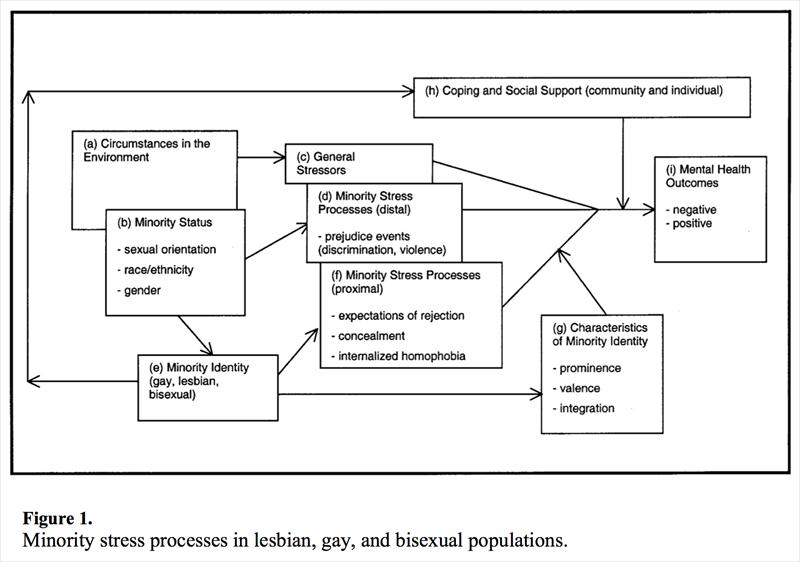 (h) Coping and Social Support (community and individual)
(a) Circumstances in the
Environment
(c) General
Stressors
(i) Mental Health
Outcomes
- negative
- positive
(b) Minority Status
- sexual orientation
- race/ethnicity
- gender
(d) Minority Stress
Processes (distal)
- prejudice events
(discrimination, violence)
(f) Minority Stress Processes
(proximal)
- expectations of rejection
- concealment
- internalized homophobia
(g) Characteristics
of Minority Identity
- prominence
- valence
- integration
(e) Minority Identity
(gay, lesbian,
bisexual)
Figure 1.
Minority stress processes in lesbian, gay, and bisexual populations.